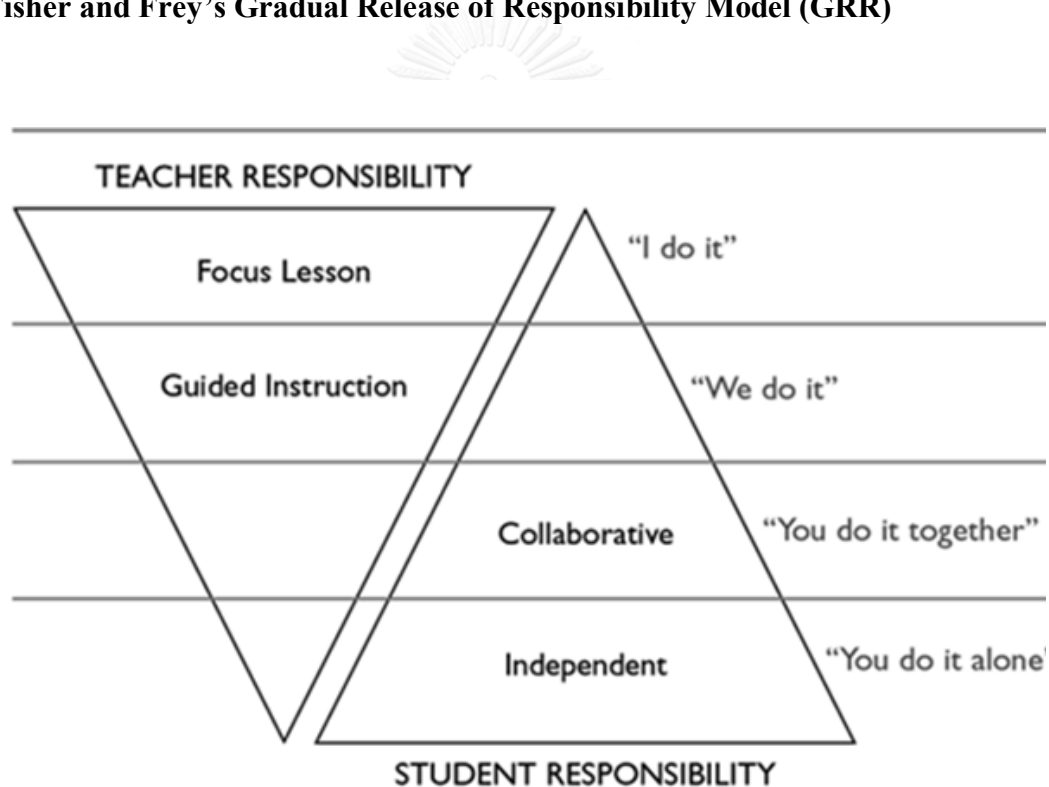 Fisher and Frey’s Gradual Release of Responsibility Model (GRR)
TEACHER RESPONSIBILITY
Focus Lesson
“I do it”
Guided Instruction
“We do it”
Collaborative
“You do it together”
Independent
“You do it alone”
STUDENT RESPONSIBILITY